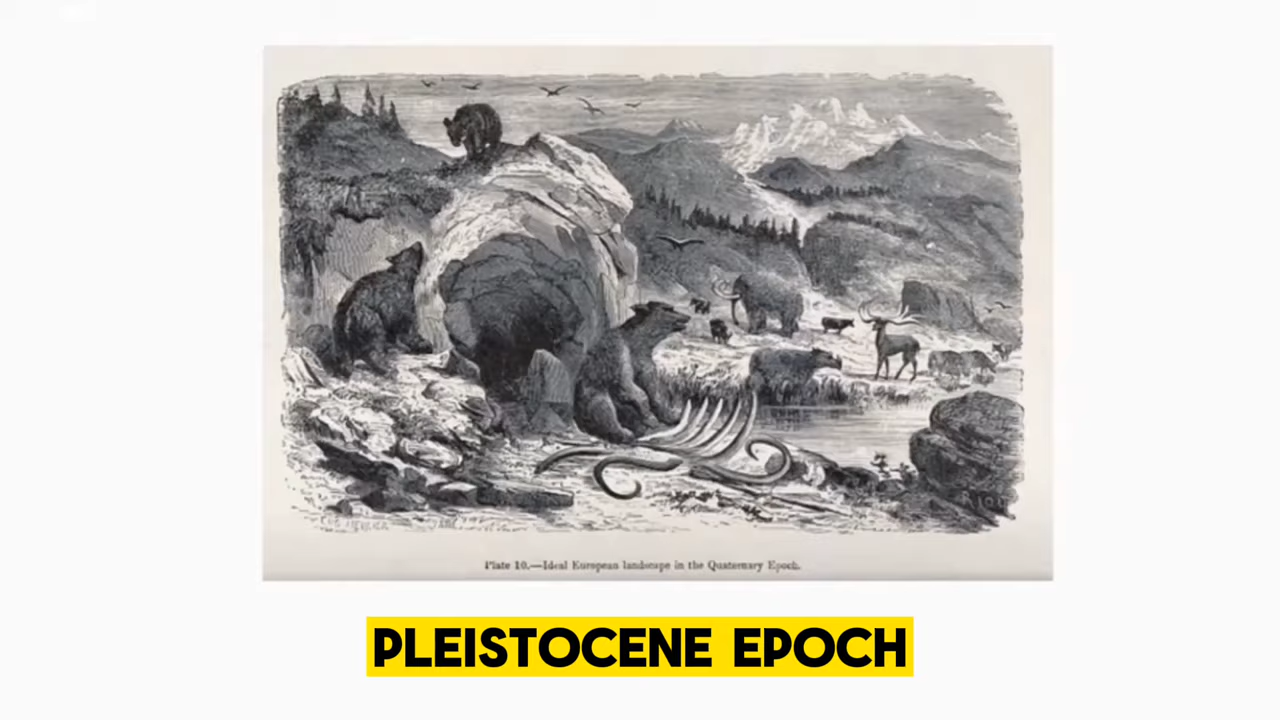 Plate 10.—Ideal European landscape in the Quaternary Epoch.
PLEISTOCENE EPOCH